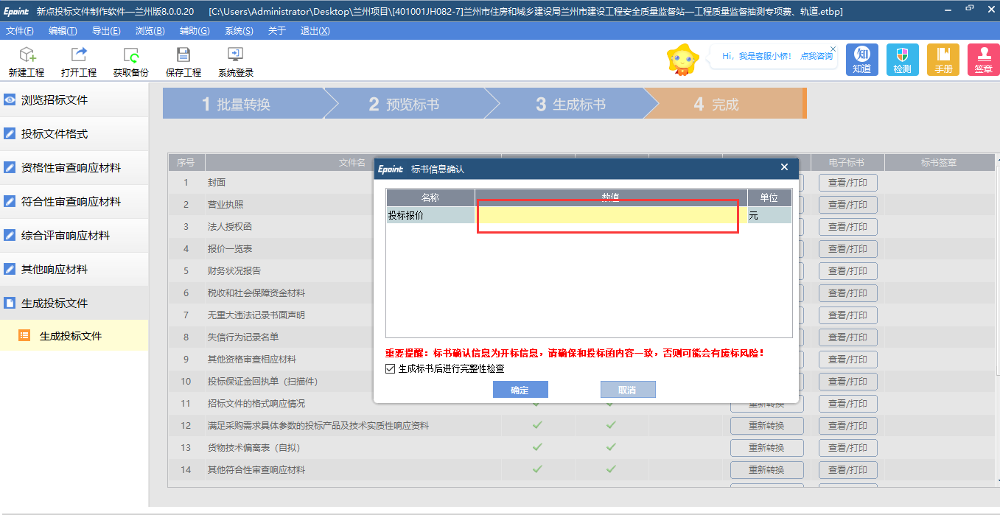 Epoint 新点投标文件制作软件—兰州版8.0.0.20 [C:\Users\Administrator\Desktop\兰州项目\[401001JH082-7]兰州市住房和城乡建设局兰州市建设工程安全质量监督站—工程质量监督抽测专项费、轨道.etbp]
文件(F) 编辑(T) 导出(E) 浏览(B) 辅助(G) 系统(S) 关于 退出(X)
新建工程 打开工程 获取备份 保存工程 系统登录
Hi，我是客服小桥！ 点我咨询
知 知道 检测 手册 签章
浏览招标文件
投标文件格式
资格性审查响应材料
符合性审查响应材料
综合评审响应材料
其他响应材料
生成投标文件
生成投标文件
1 批量转换 2 预览标书 3 生成标书 4 完成
序号 文件名 电子标书 标书签章
1 封面 查看/打印
2 营业执照 查看/打印
3 法人授权函 查看/打印
4 报价一览表 查看/打印
5 财务状况报告 查看/打印
6 税收和社会保障资金材料 查看/打印
7 无重大违法记录书面声明 查看/打印
8 失信行为记录名单 查看/打印
9 其他资格审查相应材料 查看/打印
10 投标保证金回执单（扫描件） 查看/打印
11 招标文件的格式响应情况 重新转换 查看/打印
12 满足采购需求具体参数的投标产品及技术实质性响应资料 重新转换 查看/打印
13 货物技术偏离表（自拟） 重新转换 查看/打印
14 其他符合性审查响应材料 重新转换 查看/打印
Epoint 标书信息确认
名称 数值 单位
投标报价 元
重要提醒：标书确认信息为开标信息，请确保和投标函内容一致，否则可能会有废标风险！
生成标书后进行完整性检查
确定 取消